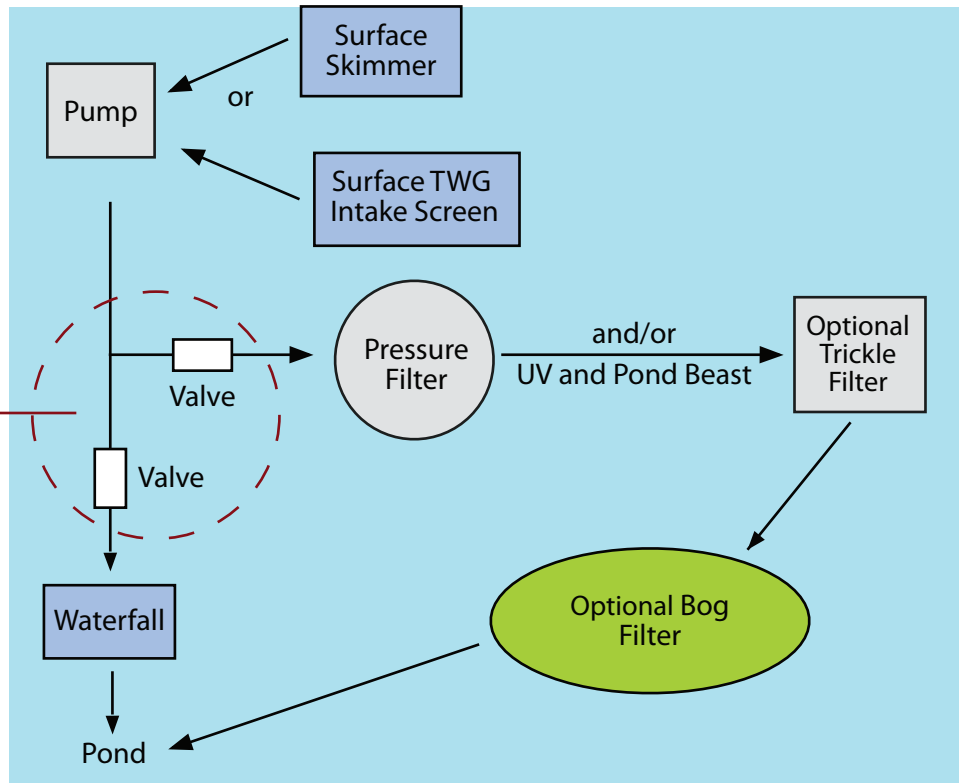 Surface
Skimmer
Pump
or
Surface TWG
Intake Screen
Valve
Pressure
Filter
and/or
UV and Pond Beast
Optional
Trickle
Filter
Valve
Waterfall
Optional Bog
Filter
Pond